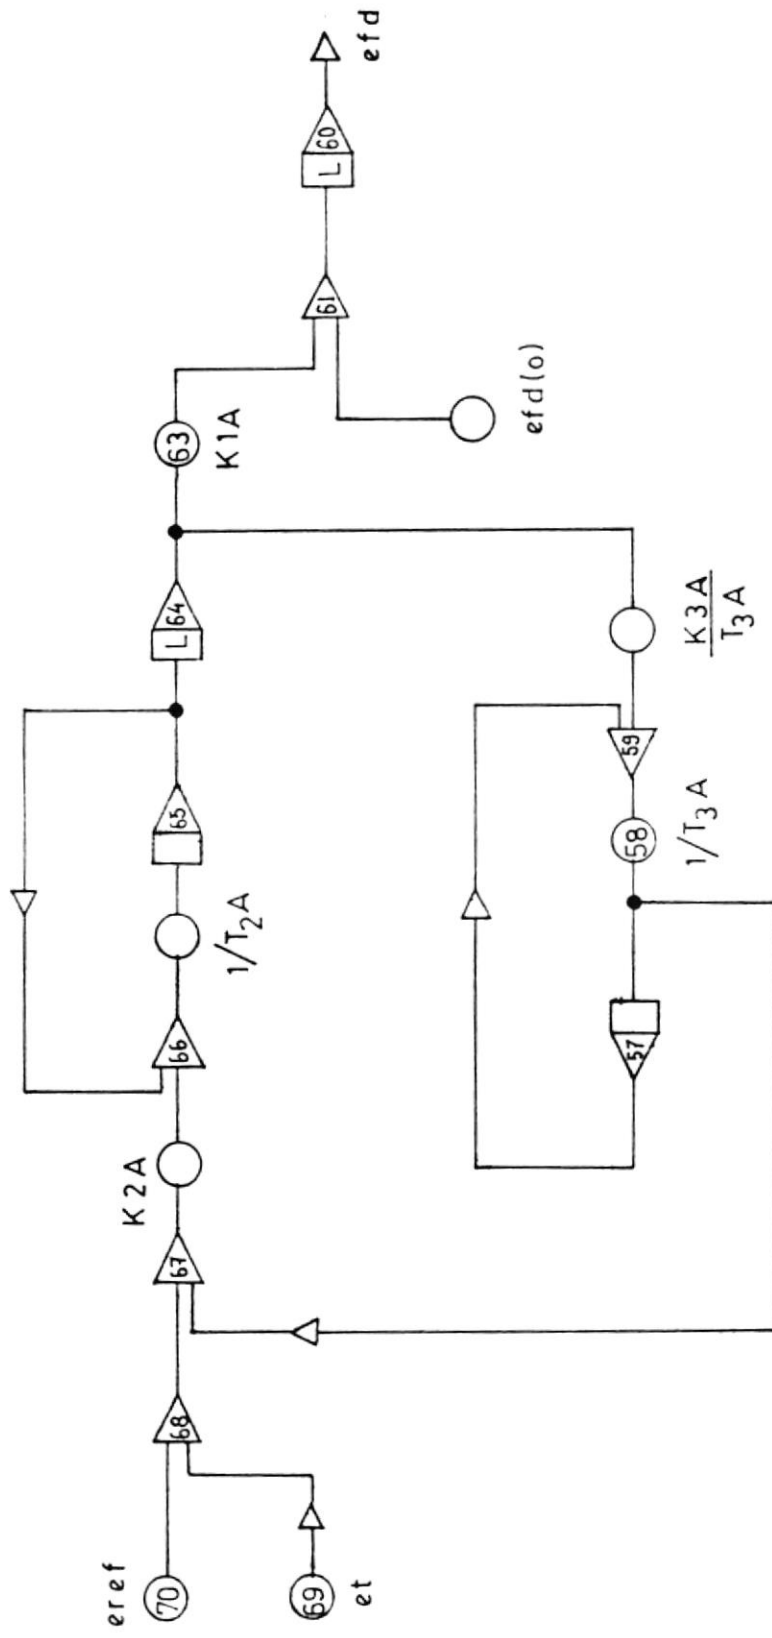 eref
70
69
et
68
67
K2A
66
1/T2A
65
L 64
63
K1A
61
efd(o)
L 60
efd
K3A
T3A
59
58
1/T3A
57